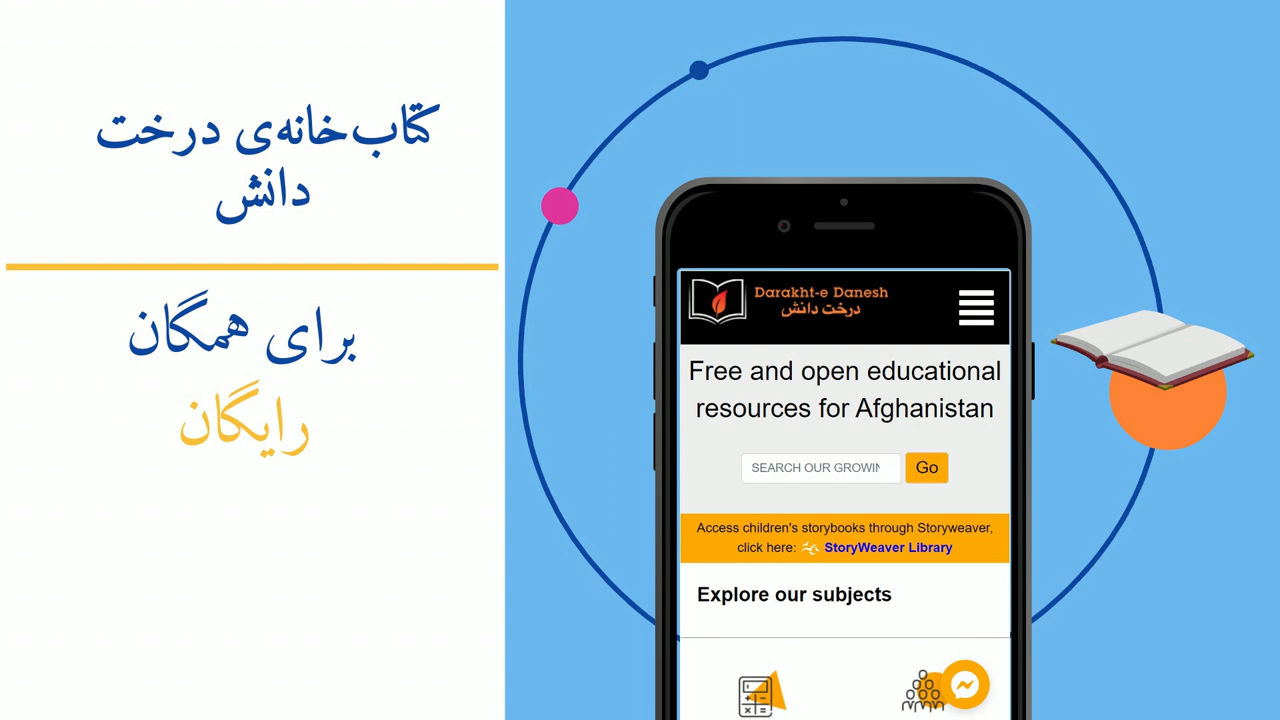 کتاب‌خانه‌ی درخت
دانش
برای همگان
رایگان
Darakht-e Danesh
درخت دانش
Free and open educational
resources for Afghanistan
SEARCH OUR GROWIN
Go
Access children's storybooks through Storyweaver,
click here: StoryWeaver Library
Explore our subjects